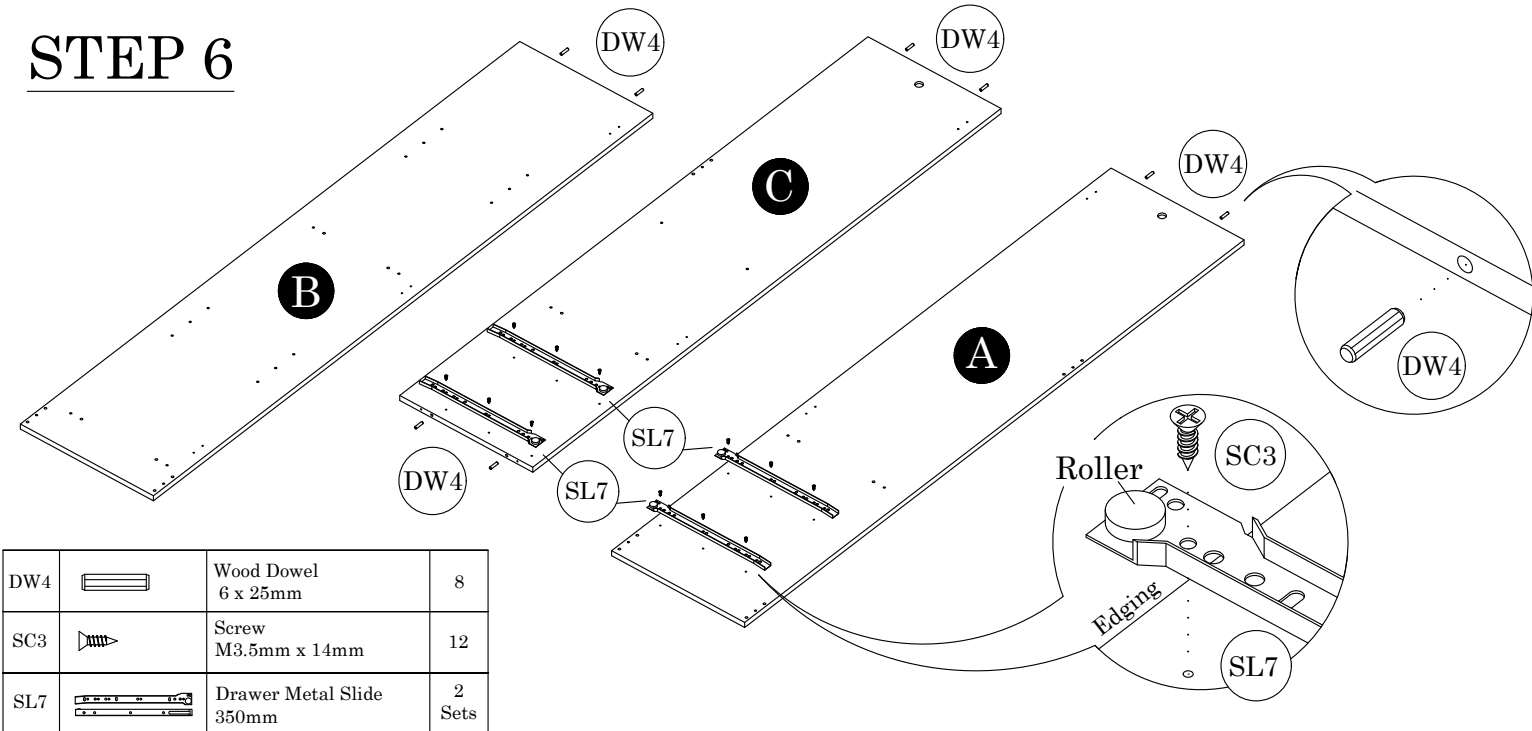 STEP 6
DW4
DW4
DW4
C
B
A
DW4
SL7
DW4
SL7
SC3
Roller
Edging
SL7
DW4 Wood Dowel 8
6 x 25mm
SC3 Screw 12
M3.5mm x 14mm
SL7 Drawer Metal Slide 2
350mm Sets